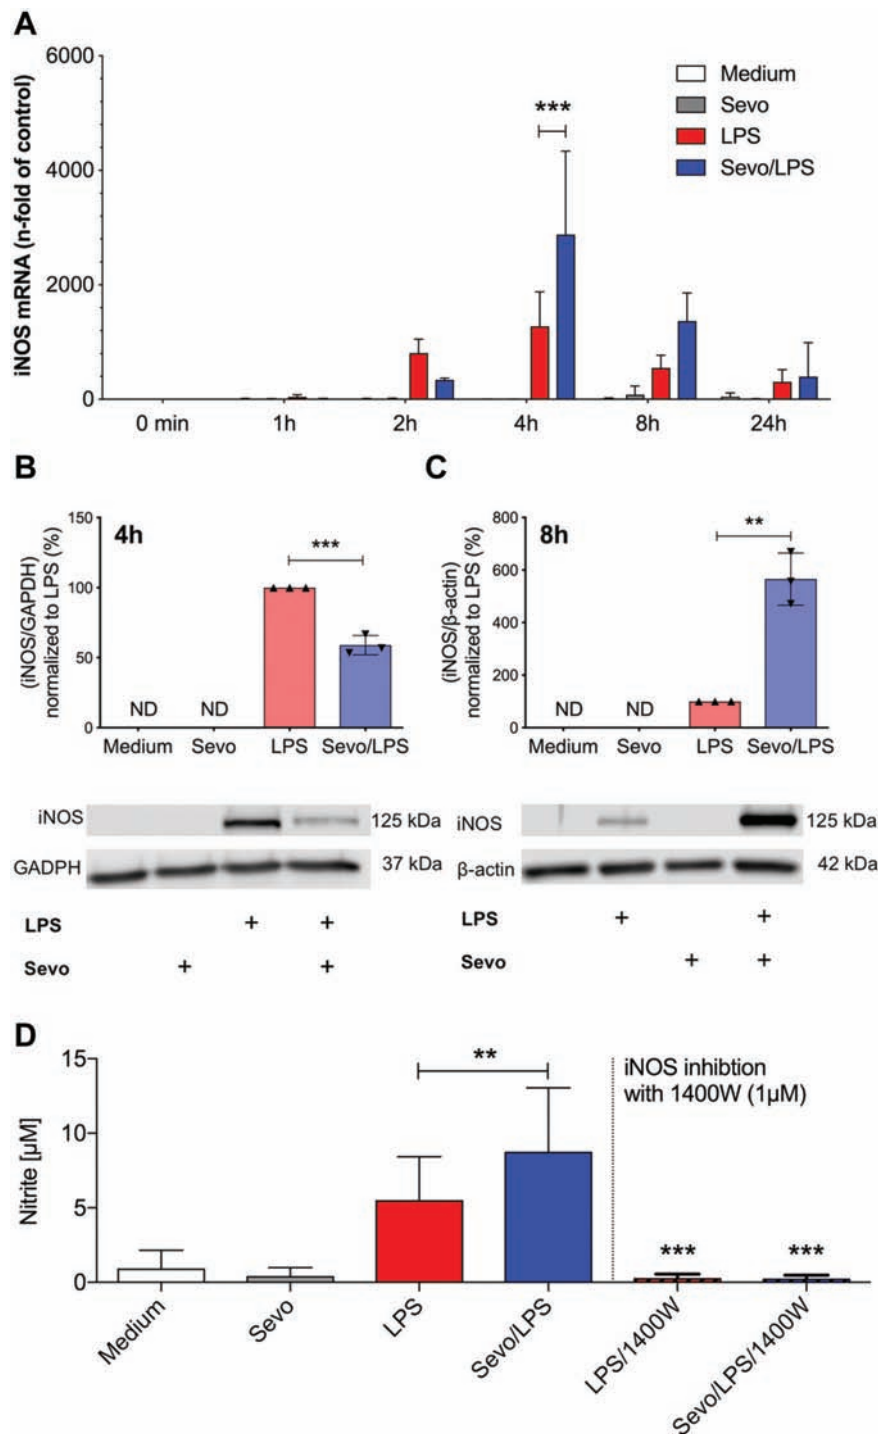 A
iNOS mRNA (n-fold of control)
6000
4000
2000
0
***
Medium
Sevo
LPS
Sevo/LPS
0 min 1h 2h 4h 8h 24h
B
(iNOS/GAPDH)
normalized to LPS (%)
150
100
50
0
4h
***
ND ND
Medium Sevo LPS Sevo/LPS
iNOS 125 kDa
GADPH 37 kDa
LPS + +
Sevo + +
C
(iNOS/β-actin)
normalized to LPS (%)
800
600
400
200
0
8h
**
ND ND
Medium Sevo LPS Sevo/LPS
iNOS 125 kDa
β-actin 42 kDa
LPS + +
Sevo + +
D
Nitrite [µM]
15
10
5
0
**
iNOS inhibtion
with 1400W (1µM)
*** ***
Medium
Sevo
LPS
Sevo/LPS
LPS/1400W
Sevo/LPS/1400W